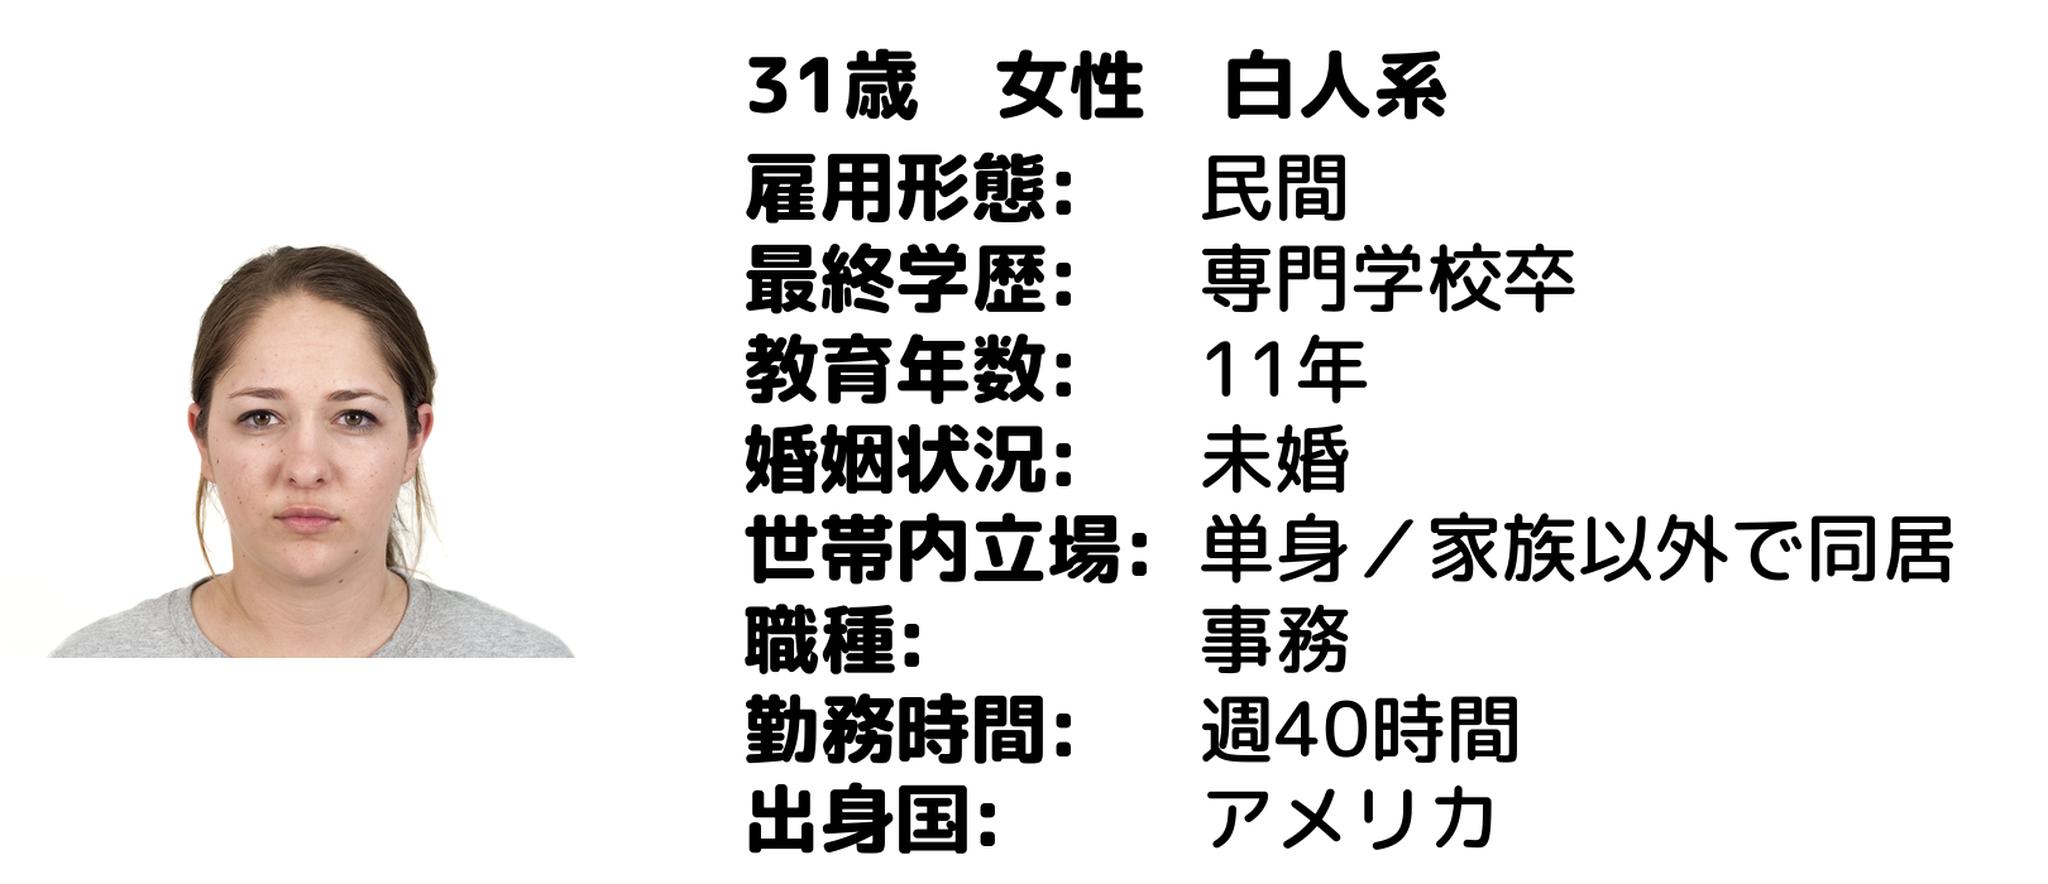 31歳　女性　白人系
雇用形態:　民間
最終学歴:　専門学校卒
教育年数:　11年
婚姻状況:　未婚
世帯内立場:　単身／家族以外で同居
職種:　事務
勤務時間:　週40時間
出身国:　アメリカ